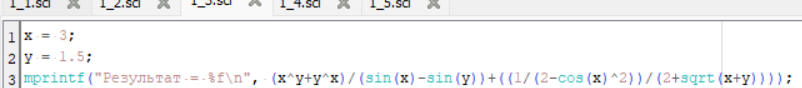 1_1.sci 1_2.sci 1_3.sci 1_4.sci 1_5.sci
1 x = 3;
2 y = 1.5;
3 mprintf("Результат = %f\n", (x^y+y^x)/(sin(x)-sin(y))+((1/(2-cos(x)^2))/(2+sqrt(x+y))));